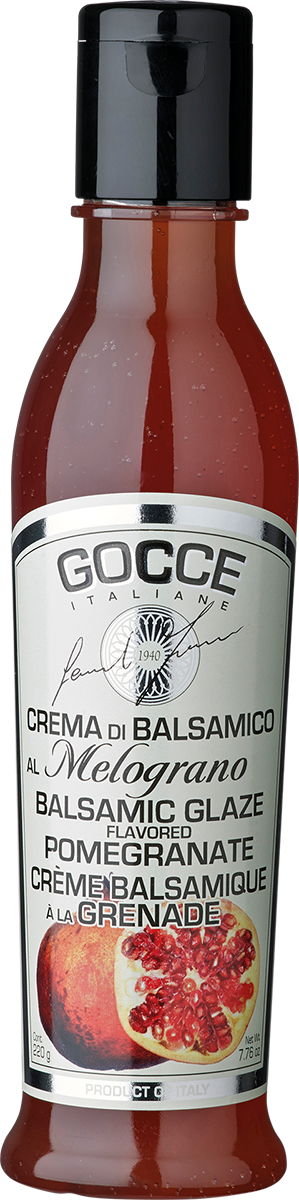 GOCCE
ITALIANE
1940
CREMA DI BALSAMICO
AL Melograno
BALSAMIC GLAZE
FLAVORED
POMEGRANATE
CRÈME BALSAMIQUE
À LA GRENADE
Cont. 220 g
Net Wt. 7.76 oz
PRODUCT OF ITALY